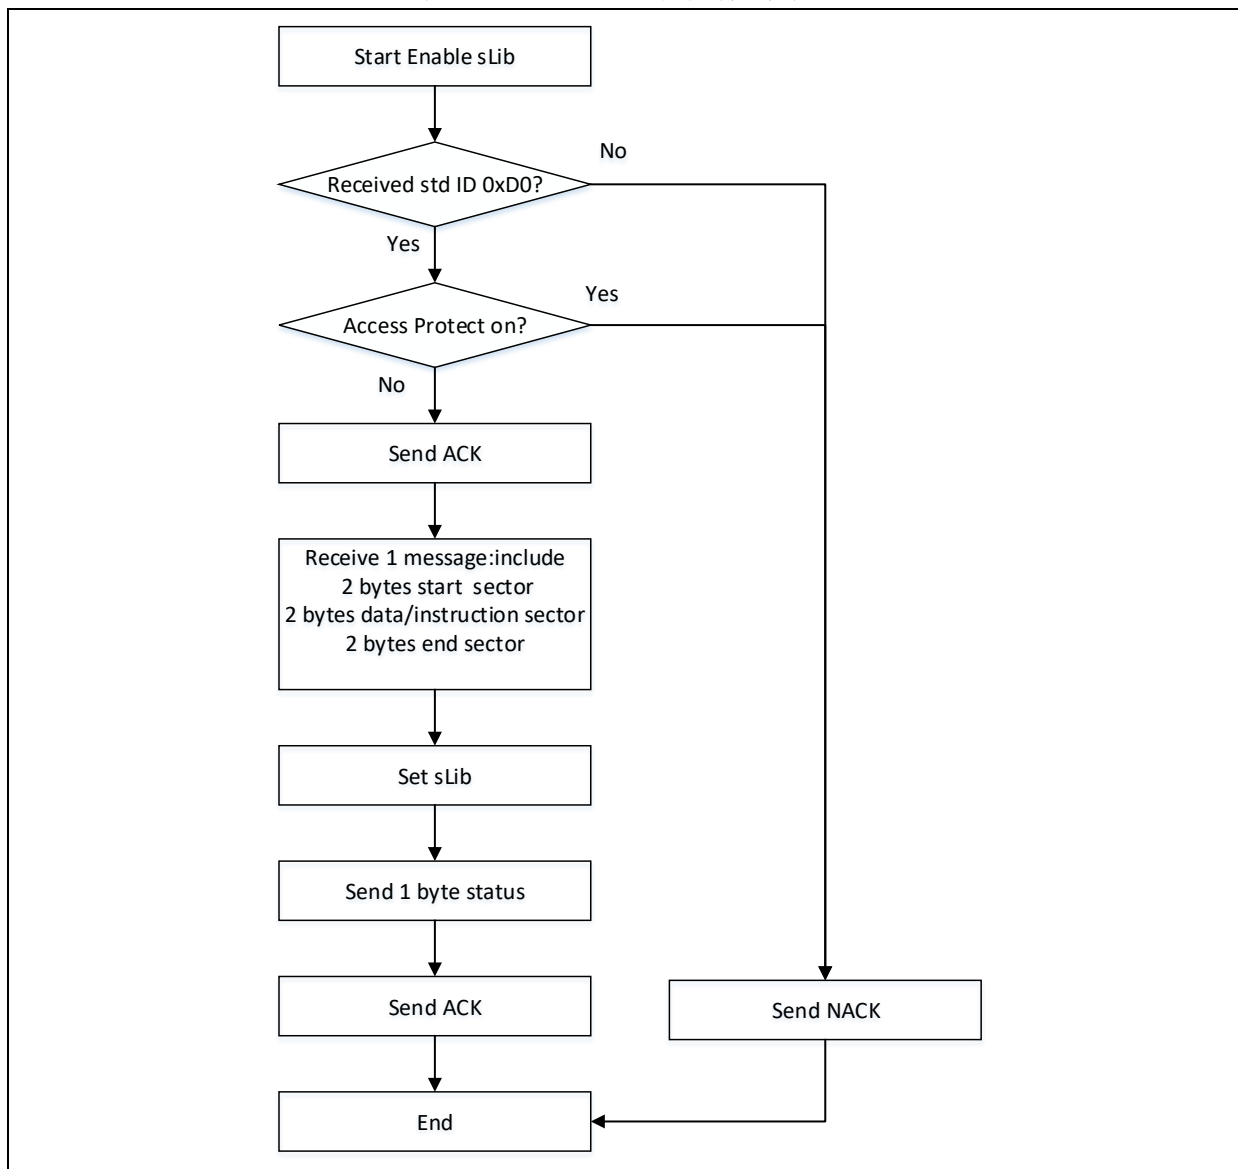 Start Enable sLib
Received std ID 0xD0?
No
Yes
Access Protect on?
Yes
No
Send ACK
Receive 1 message:include
2 bytes start sector
2 bytes data/instruction sector
2 bytes end sector
Set sLib
Send 1 byte status
Send ACK
Send NACK
End